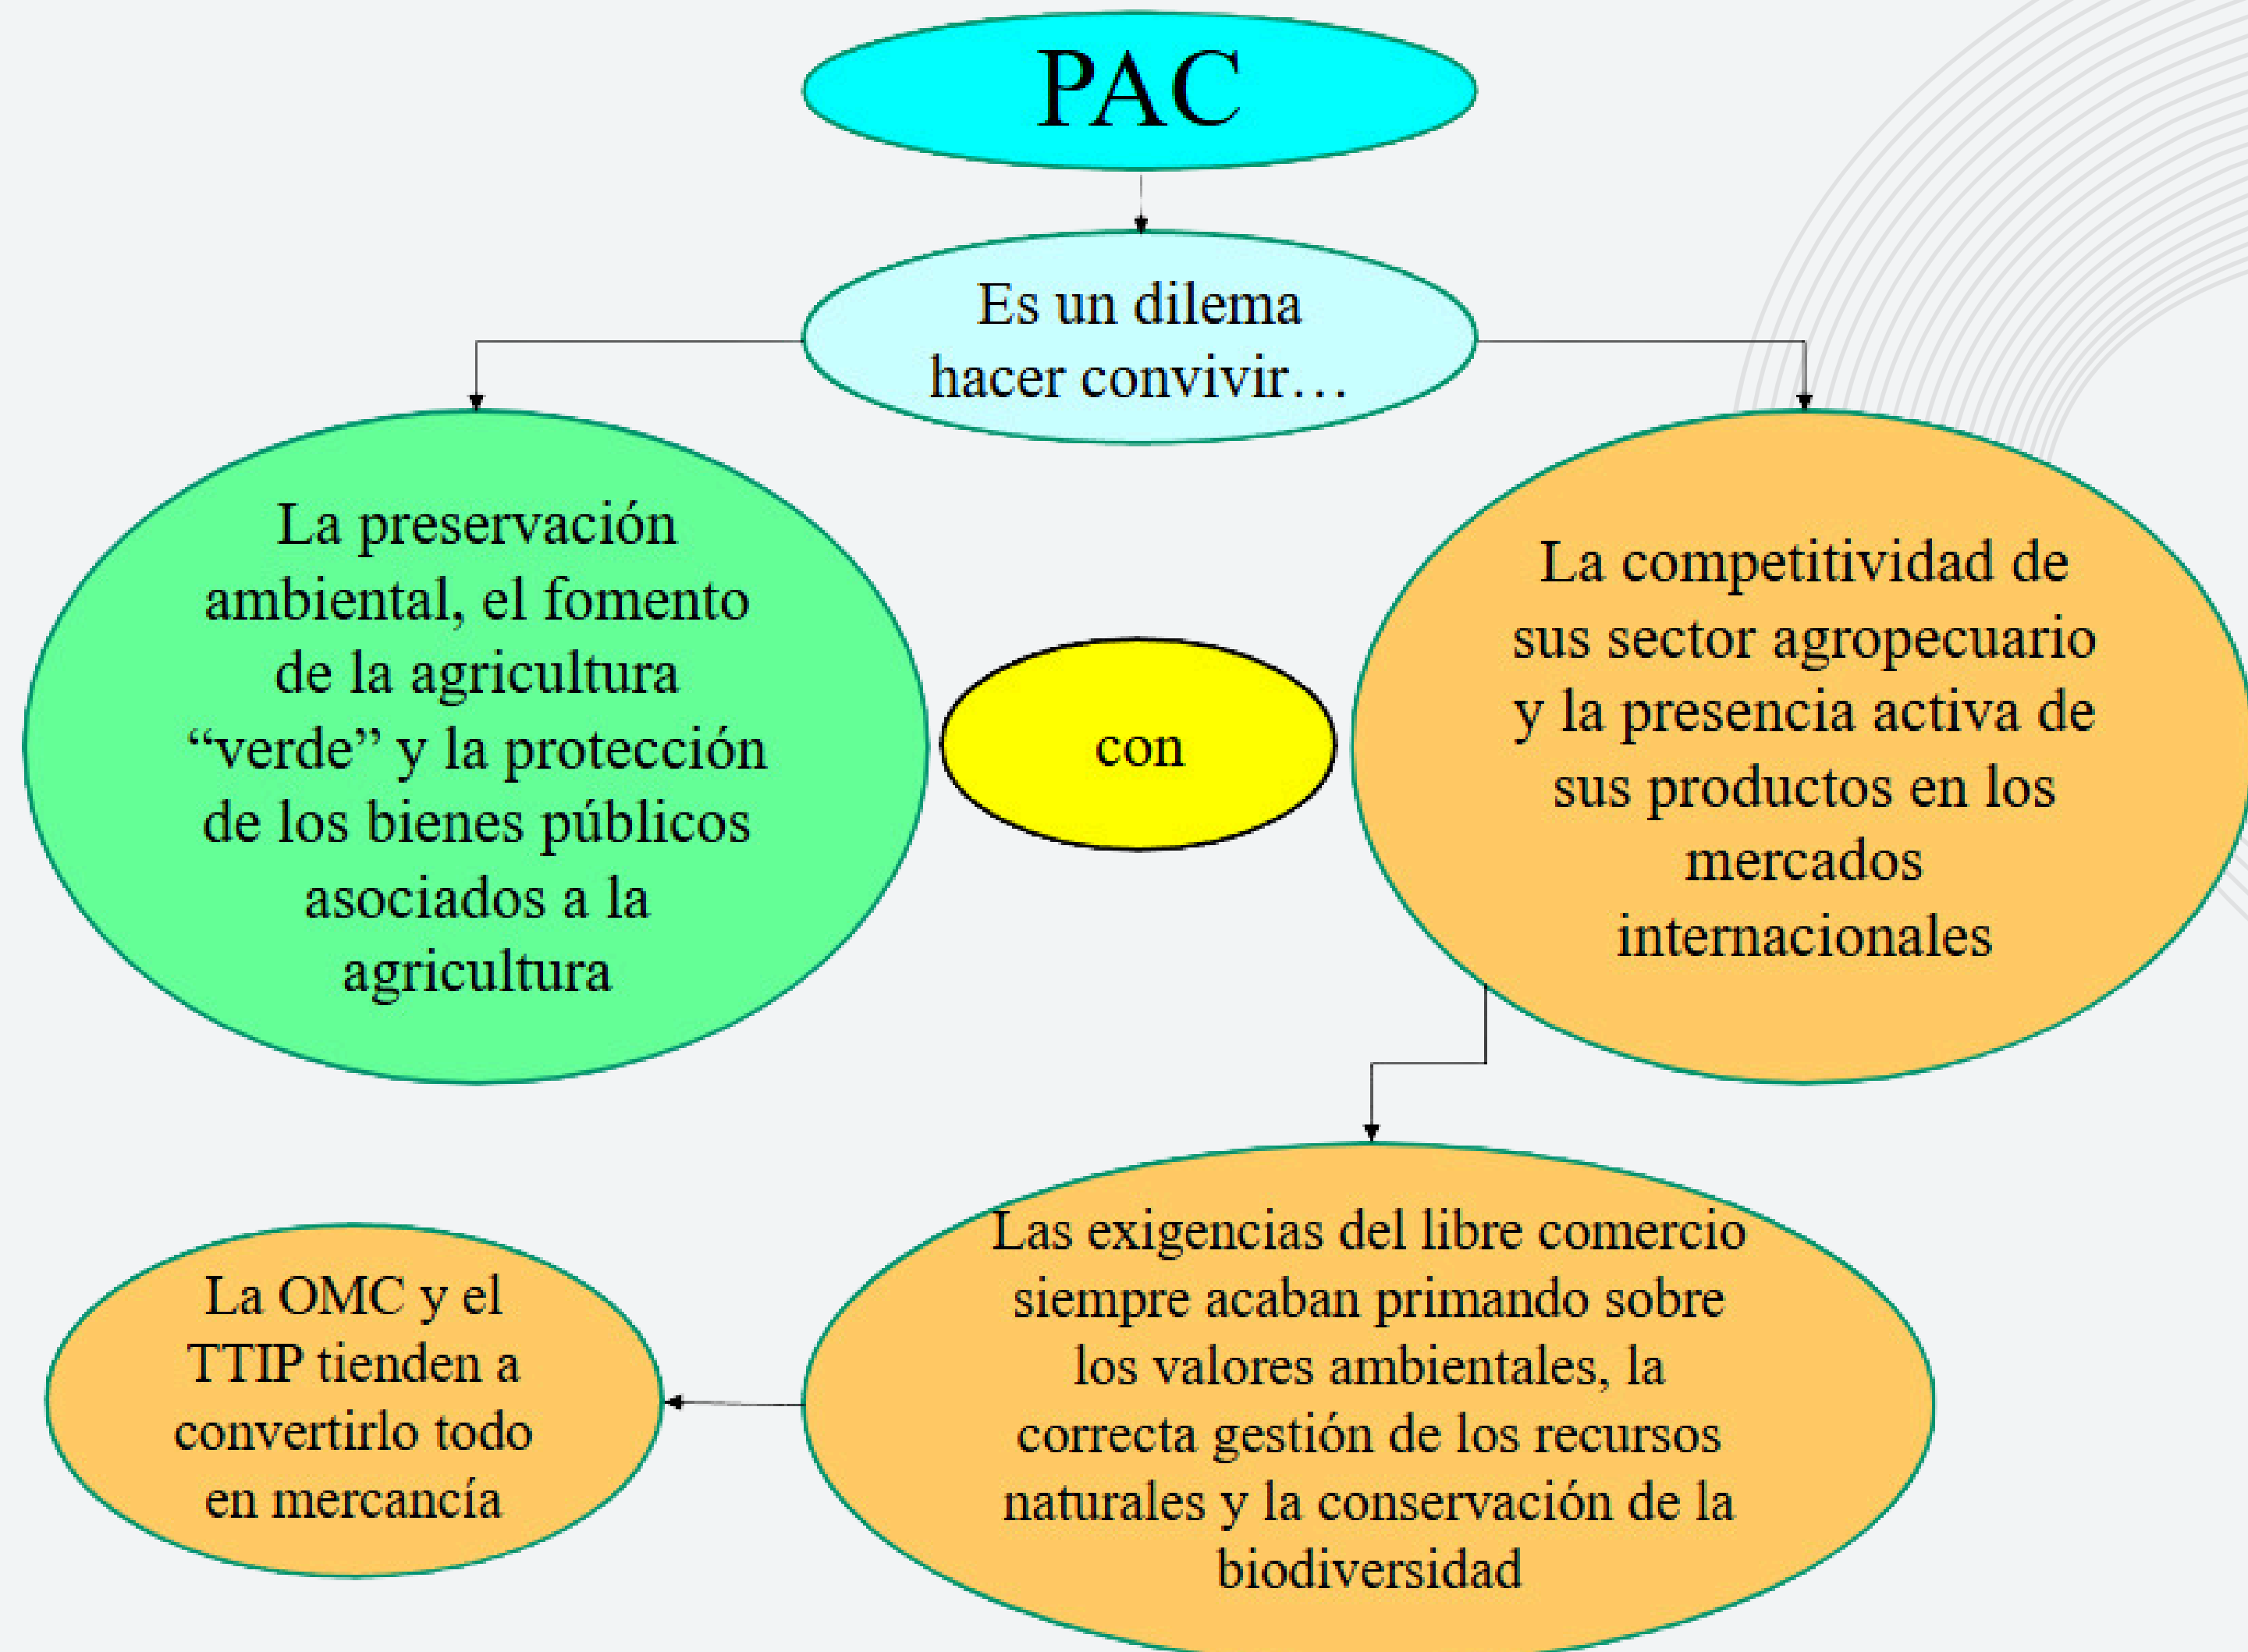 PAC
Es un dilema
hacer convivir…
La preservación
ambiental, el fomento
de la agricultura
“verde” y la protección
de los bienes públicos
asociados a la
agricultura
con
La competitividad de
sus sector agropecuario
y la presencia activa de
sus productos en los
mercados
internacionales
Las exigencias del libre comercio
siempre acaban primando sobre
los valores ambientales, la
correcta gestión de los recursos
naturales y la conservación de la
biodiversidad
La OMC y el
TTIP tienden a
convertirlo todo
en mercancía